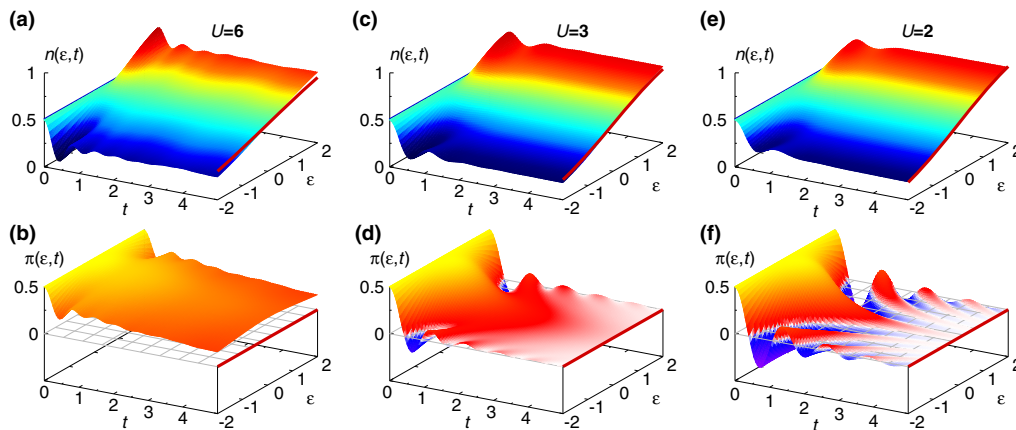 (a) U=6 (c) U=3 (e) U=2
n(ε,t) n(ε,t) n(ε,t)
1 1 1
0.5 0.5 0.5
0 2 0 2 0 2
0 1 0 1 0 1
1 0 1 0 1 0
2 ε 2 ε 2 ε
3 -1 3 -1 3 -1
t 4 -2 t 4 -2 t 4 -2
(b) (d) (f)
π(ε,t) π(ε,t) π(ε,t)
0.5 0.5 0.5
0 0 0
2 2 2
0 1 0 1 0 1
1 0 1 0 1 0
2 ε 2 ε 2 ε
3 -1 3 -1 3 -1
t 4 -2 t 4 -2 t 4 -2